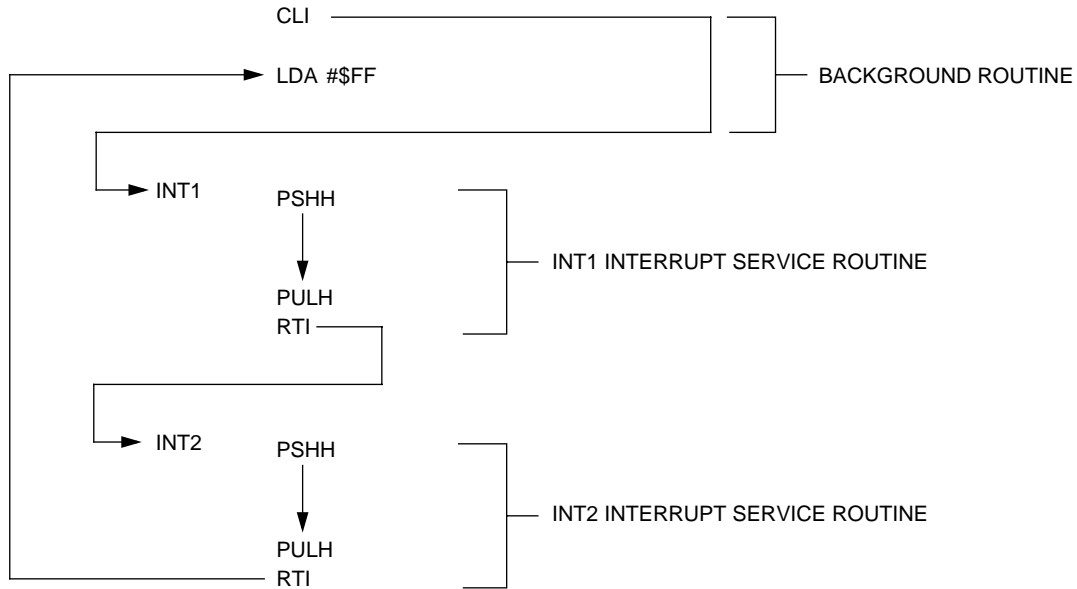 CLI
LDA #$FF
BACKGROUND ROUTINE
INT1
PSHH
INT1 INTERRUPT SERVICE ROUTINE
PULH
RTI
INT2
PSHH
INT2 INTERRUPT SERVICE ROUTINE
PULH
RTI